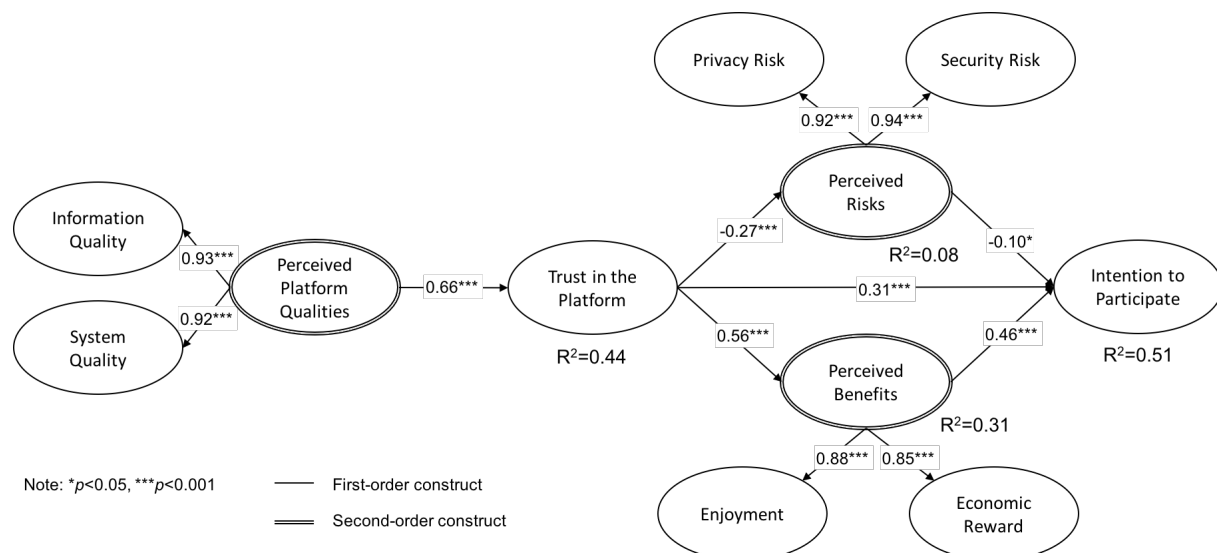 Privacy Risk
Security Risk
0.92***
0.94***
Perceived
Risks
R²=0.08
Information
Quality
0.93***
System
Quality
0.92***
Perceived
Platform
Qualities
0.66***
Trust in the
Platform
R²=0.44
-0.27***
-0.10*
0.31***
0.56***
0.46***
Intention to
Participate
R²=0.51
Perceived
Benefits
R²=0.31
0.88***
0.85***
Enjoyment
Economic
Reward
Note: *p<0.05, ***p<0.001
First-order construct
Second-order construct